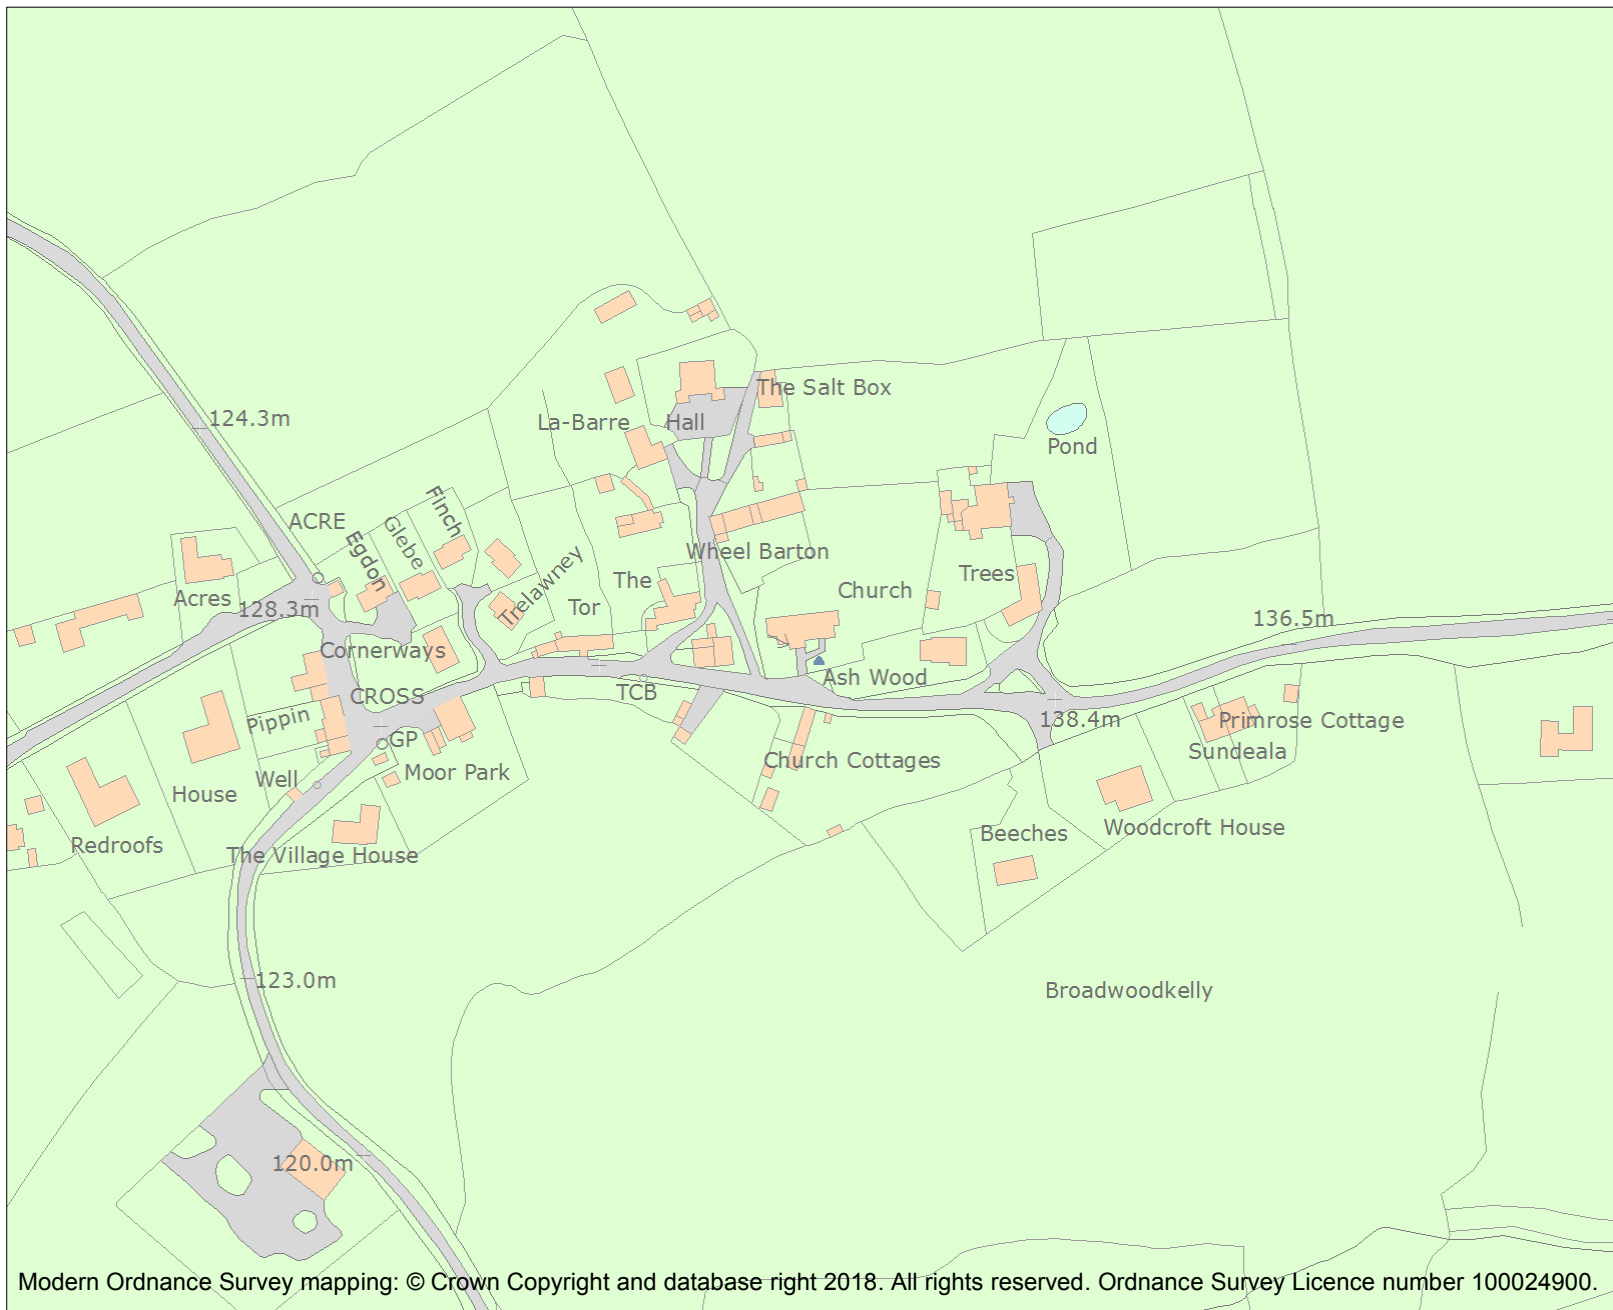 The Salt Box
124.3m
La-Barre
Hall
Pond
Finch
ACRE
Glebe
Egdon
Wheel Barton
Trelawney
The
Trees
Church
Acres
128.3m
Tor
136.5m
Cornerways
Ash Wood
TCB
CROSS
Pippin
138.4m
Primrose Cottage
GP
Sundeala
Church Cottages
Moor Park
Well
House
Woodcroft House
Beeches
Redroofs
The Village House
123.0m
Broadwoodkelly
120.0m
Modern Ordnance Survey mapping: © Crown Copyright and database right 2018. All rights reserved. Ordnance Survey Licence number 100024900.